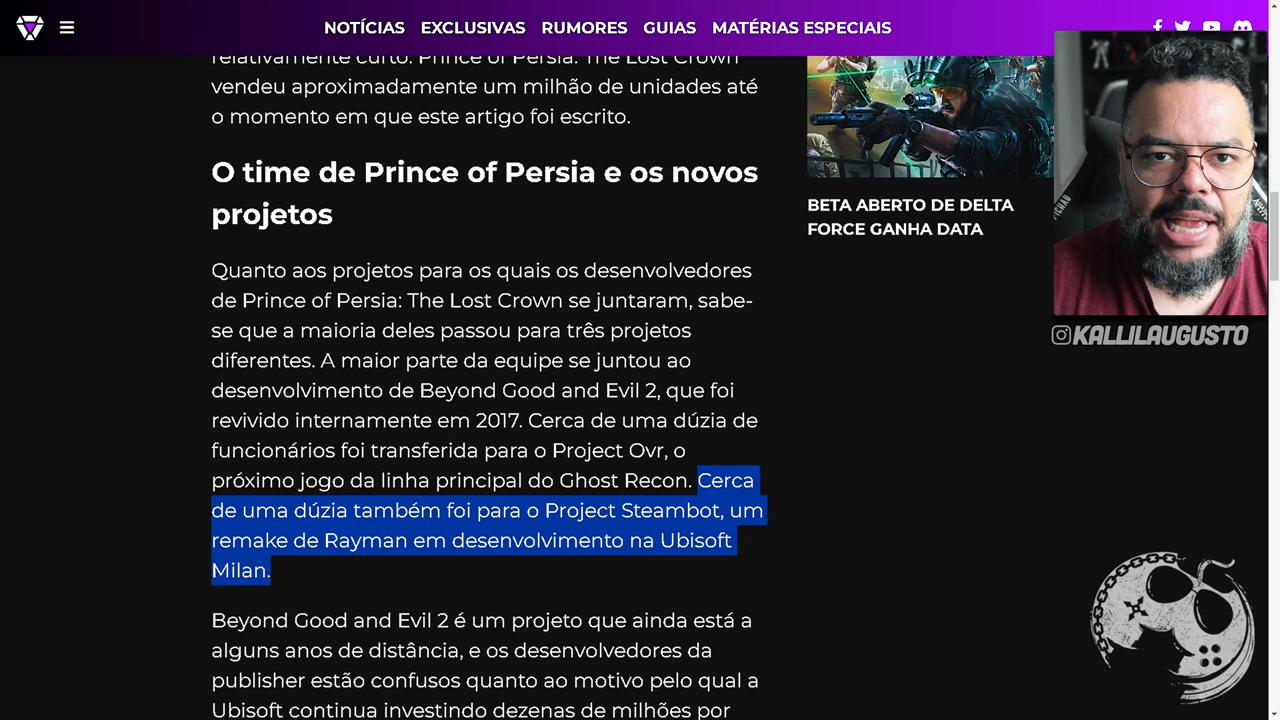 NOTÍCIAS EXCLUSIVAS RUMORES GUIAS MATÉRIAS ESPECIAIS
relativamente curto. Prince of Persia: The Lost Crown
vendeu aproximadamente um milhão de unidades até
o momento em que este artigo foi escrito.
O time de Prince of Persia e os novos
projetos
Quanto aos projetos para os quais os desenvolvedores
de Prince of Persia: The Lost Crown se juntaram, sabe-
se que a maioria deles passou para três projetos
diferentes. A maior parte da equipe se juntou ao
desenvolvimento de Beyond Good and Evil 2, que foi
revivido internamente em 2017. Cerca de uma dúzia de
funcionários foi transferida para o Project Ovr, o
próximo jogo da linha principal do Ghost Recon. Cerca
de uma dúzia também foi para o Project Steambot, um
remake de Rayman em desenvolvimento na Ubisoft
Milan.
Beyond Good and Evil 2 é um projeto que ainda está a
alguns anos de distância, e os desenvolvedores da
publisher estão confusos quanto ao motivo pelo qual a
Ubisoft continua investindo dezenas de milhões por
BETA ABERTO DE DELTA
FORCE GANHA DATA
PICHAU
KALLILAUGUSTO